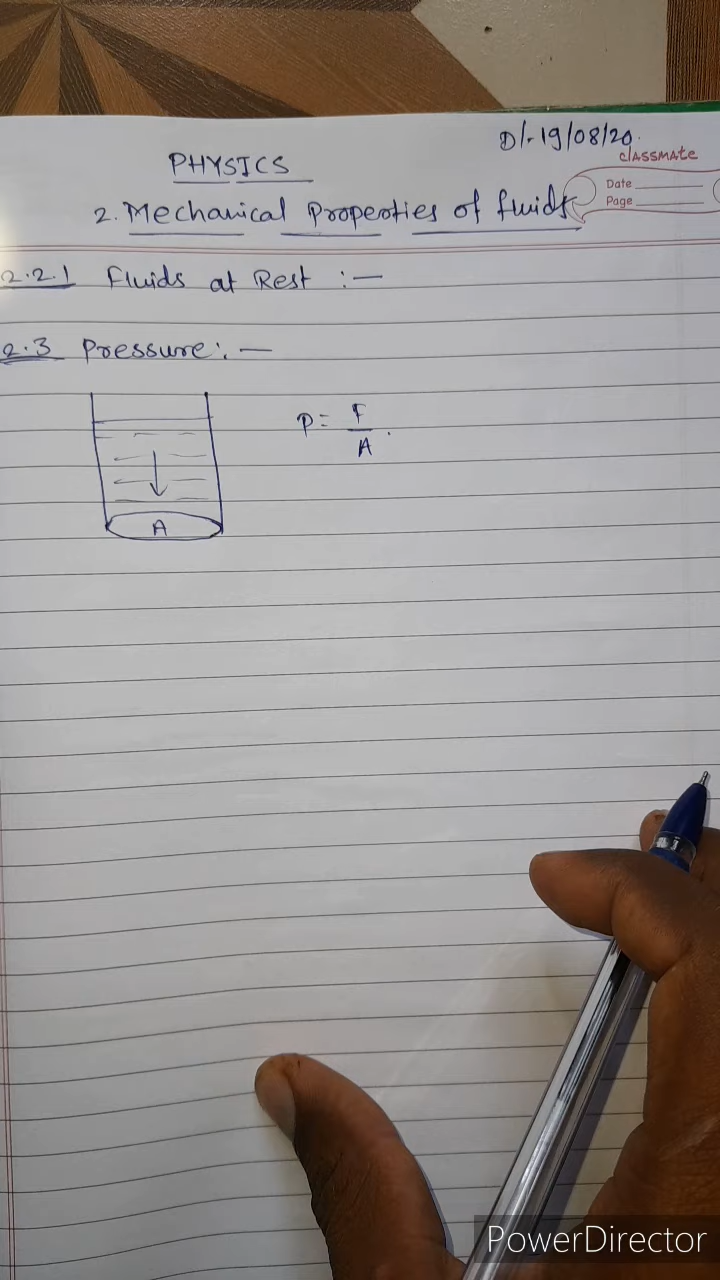 D/- 19/08/20.
classmate
PHYSICS
Date
Page
2. Mechanical Properties of fluids
2.2.1 Fluids at Rest :-
2.3 Pressure :-
P = F/A.
A
PowerDirector